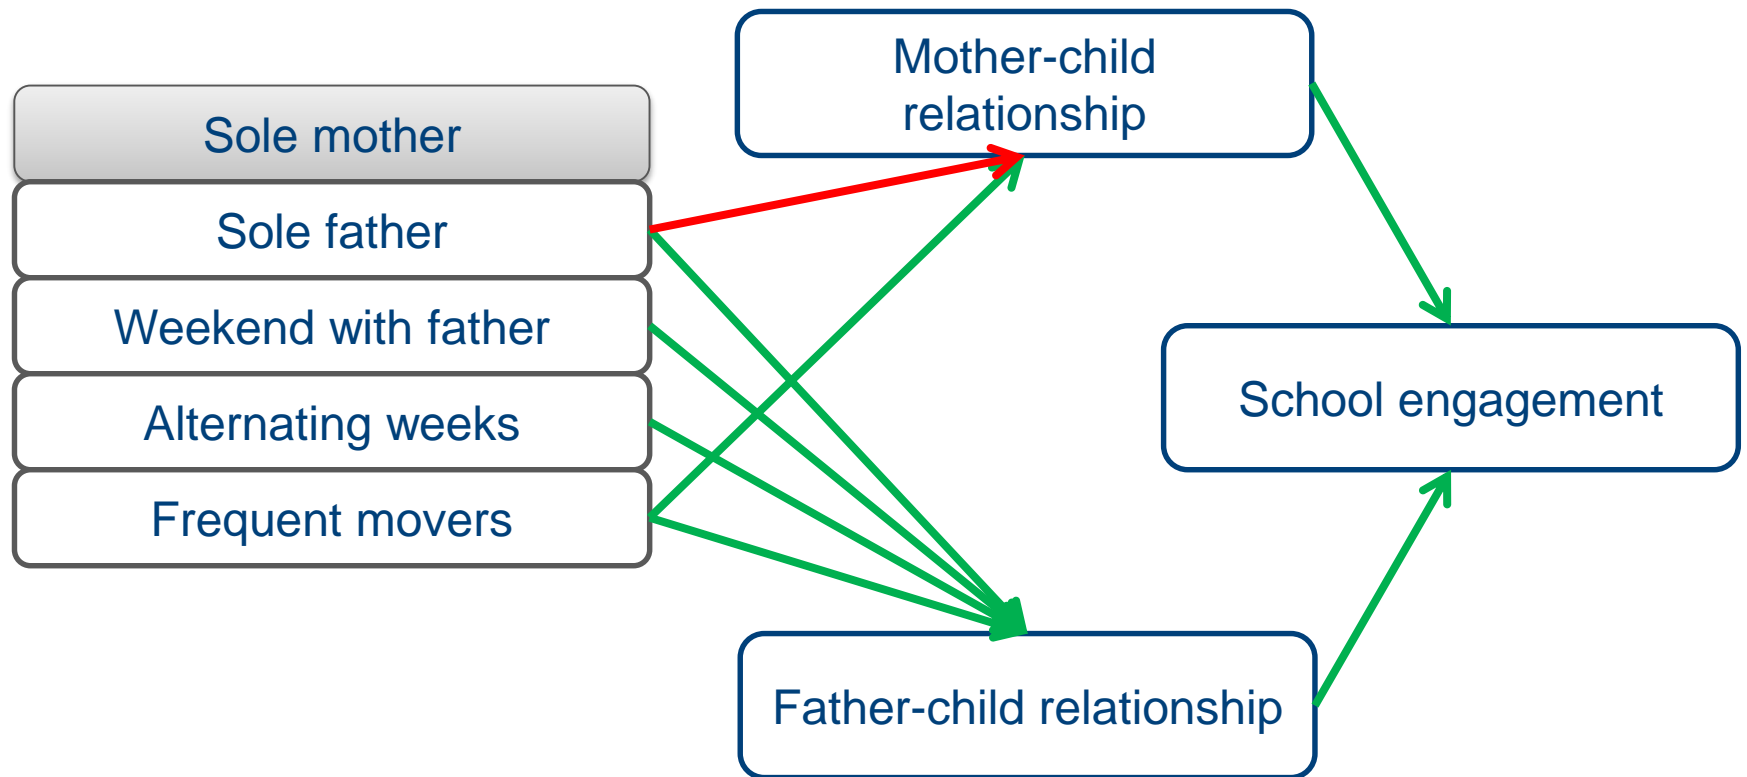 Sole mother
Sole father
Weekend with father
Alternating weeks
Frequent movers
Mother-child
relationship
Father-child relationship
School engagement